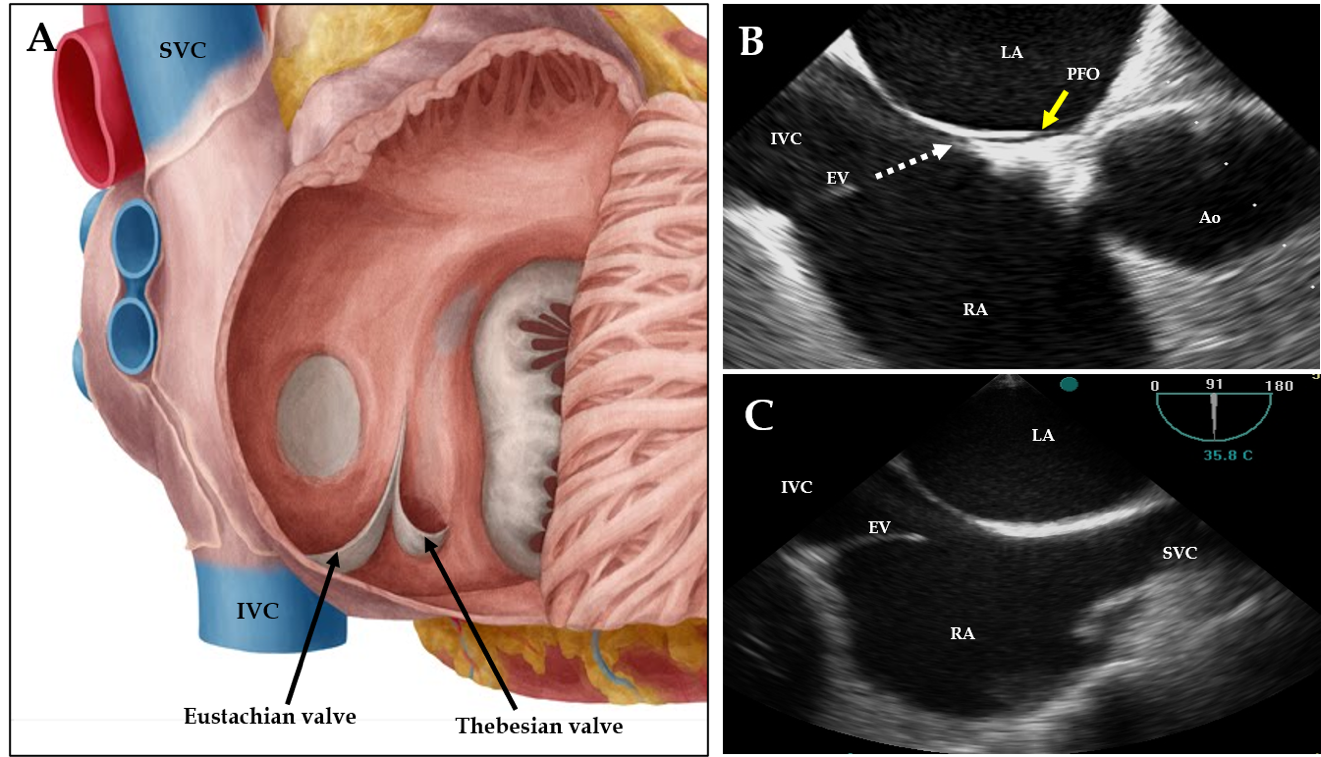 A
SVC
IVC
Eustachian valve
Thebesian valve
B
LA
PFO
IVC
EV
Ao
RA
C
0 91 180
35.8 C
LA
IVC
EV
SVC
RA